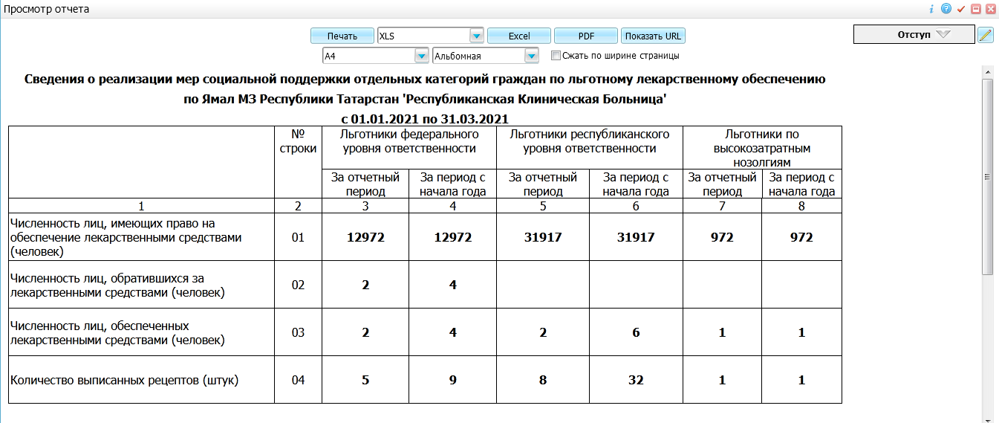 Просмотр отчета
Печать XLS Excel PDF Показать URL Отступ
A4 Альбомная Сжать по ширине страницы
Сведения о реализации мер социальной поддержки отдельных категорий граждан по льготному лекарственному обеспечению
по Ямал МЗ Республики Татарстан 'Республиканская Клиническая Больница'
с 01.01.2021 по 31.03.2021
№ строки
Льготники федерального
уровня ответственности
Льготники республиканского
уровня ответственности
Льготники по
высокозатратным
нозолгиям
За отчетный
период
За период с
начала года
За отчетный
период
За период с
начала года
За отчетный
период
За период с
начала года
1 2 3 4 5 6 7 8
Численность лиц, имеющих право на
обеспечение лекарственными средствами
(человек)
01 12972 12972 31917 31917 972 972
Численность лиц, обратившихся за
лекарственными средствами (человек)
02 2 4
Численность лиц, обеспеченных
лекарственными средствами (человек)
03 2 4 2 6 1 1
Количество выписанных рецептов (штук) 04 5 9 8 32 1 1